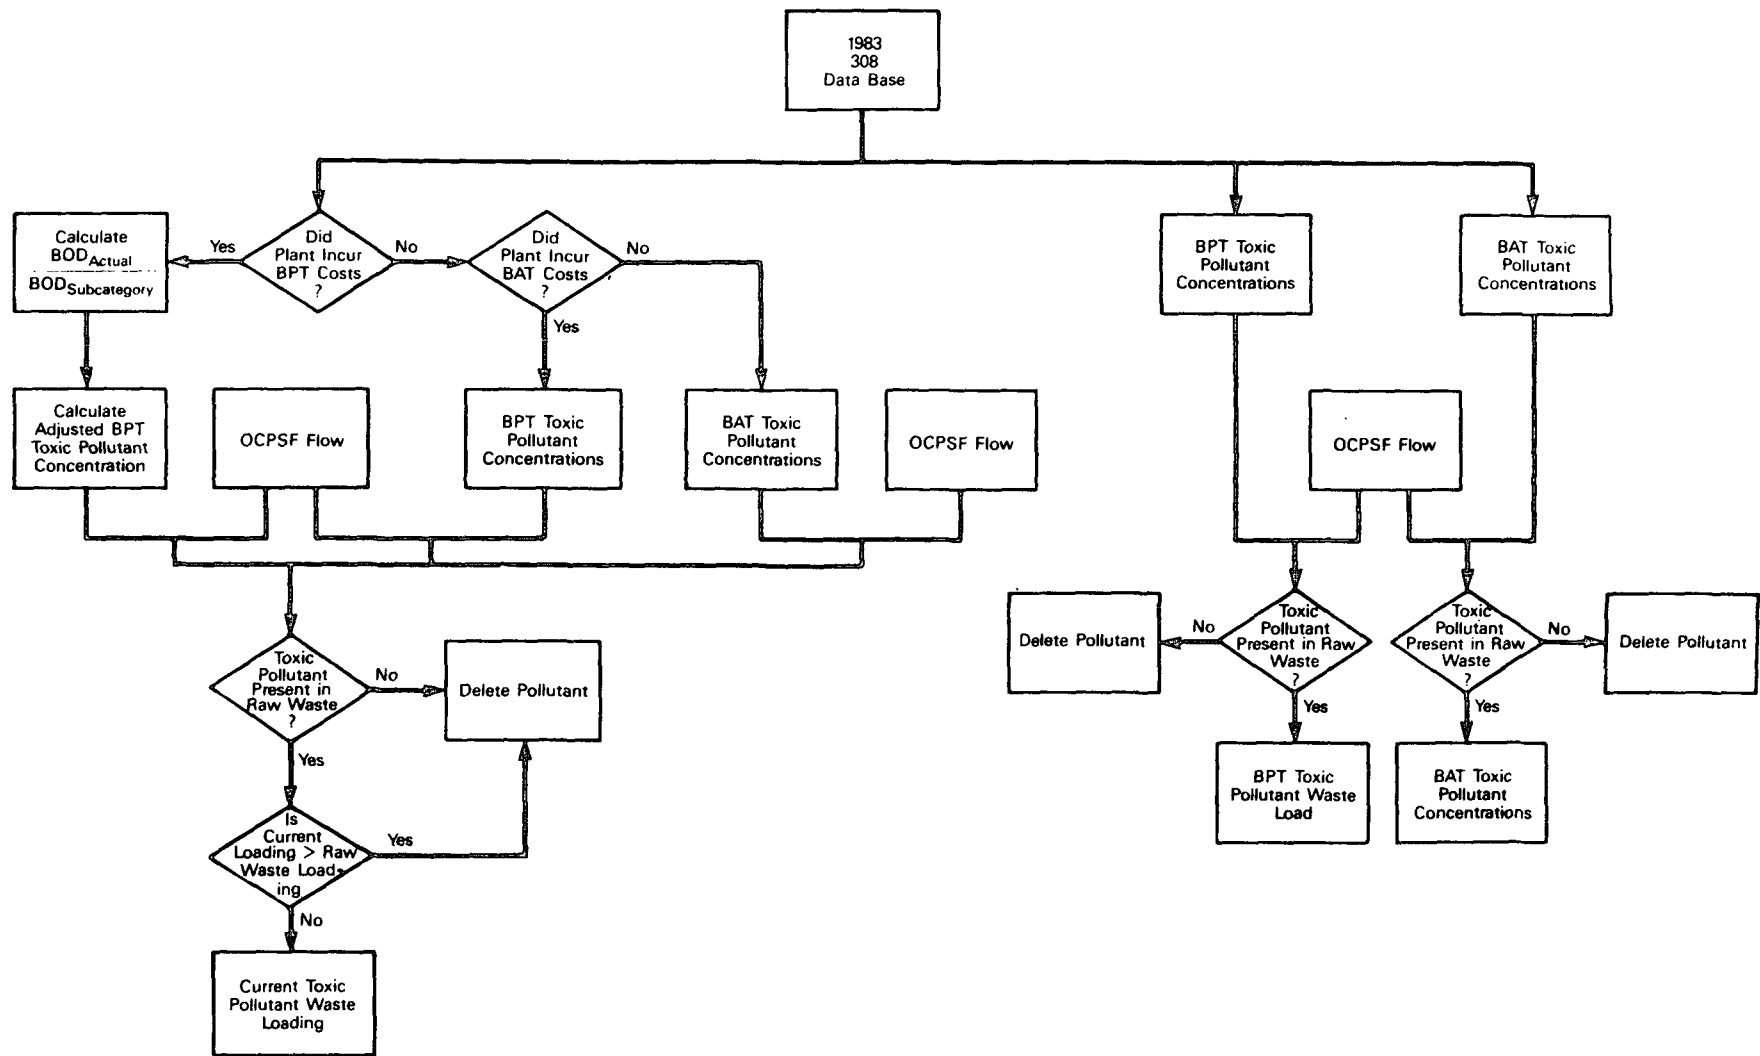 1983
308
Data Base
Calculate
BODActual
BODSubcategory
Yes
Did
Plant Incur
BPT Costs
?
No
Did
Plant Incur
BAT Costs
?
No
Yes
BPT Toxic
Pollutant
Concentrations
BAT Toxic
Pollutant
Concentrations
Calculate
Adjusted BPT
Toxic Pollutant
Concentration
OCPSF Flow
BPT Toxic
Pollutant
Concentrations
BAT Toxic
Pollutant
Concentrations
OCPSF Flow
OCPSF Flow
Toxic
Pollutant
Present in
Raw Waste
?
No
Delete Pollutant
Yes
Is
Current
Loading > Raw
Waste Load-
ing
Yes
No
Current Toxic
Pollutant Waste
Loading
Delete Pollutant
No
Toxic
Pollutant
Present in Raw
Waste
?
Yes
Toxic
Pollutant
Present in Raw
Waste
?
No
Delete Pollutant
Yes
BPT Toxic
Pollutant Waste
Load
BAT Toxic
Pollutant
Concentrations